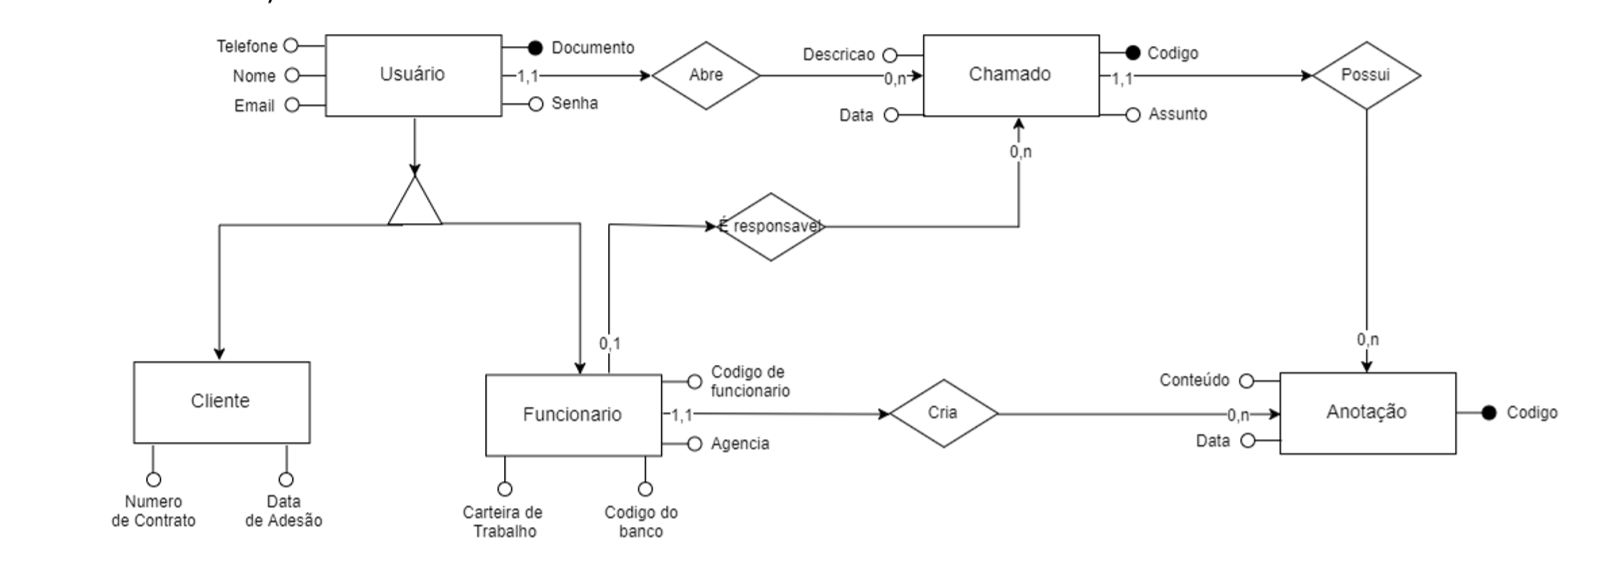 Telefone
Nome
Email
Usuário
Documento
1,1
Senha
Abre
Descricao
0,n
Data
Chamado
Codigo
1,1
Assunto
Possui
0,n
É responsavel
0,1
0,n
Cliente
Numero
de Contrato
Data
de Adesão
Funcionario
Codigo de
funcionario
1,1
Agencia
Carteira de
Trabalho
Codigo do
banco
Cria
0,n
Conteúdo
Data
Anotação
Codigo